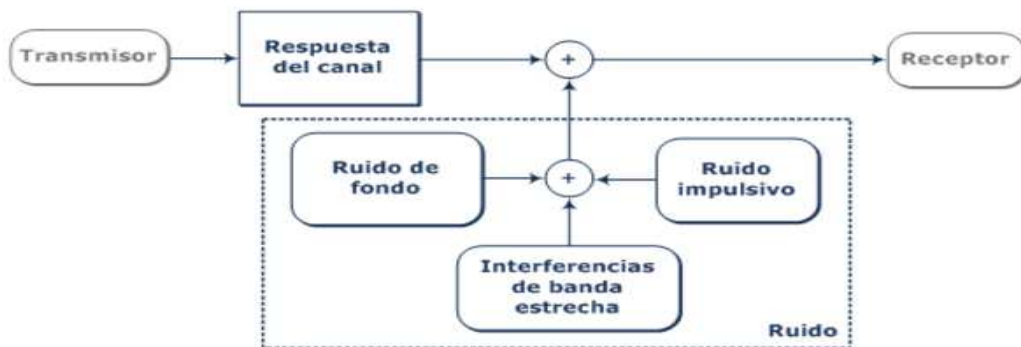 Transmisor
Respuesta
del canal
+
Receptor
Ruido de
fondo
+
Ruido
impulsivo
Interferencias
de banda
estrecha
Ruido